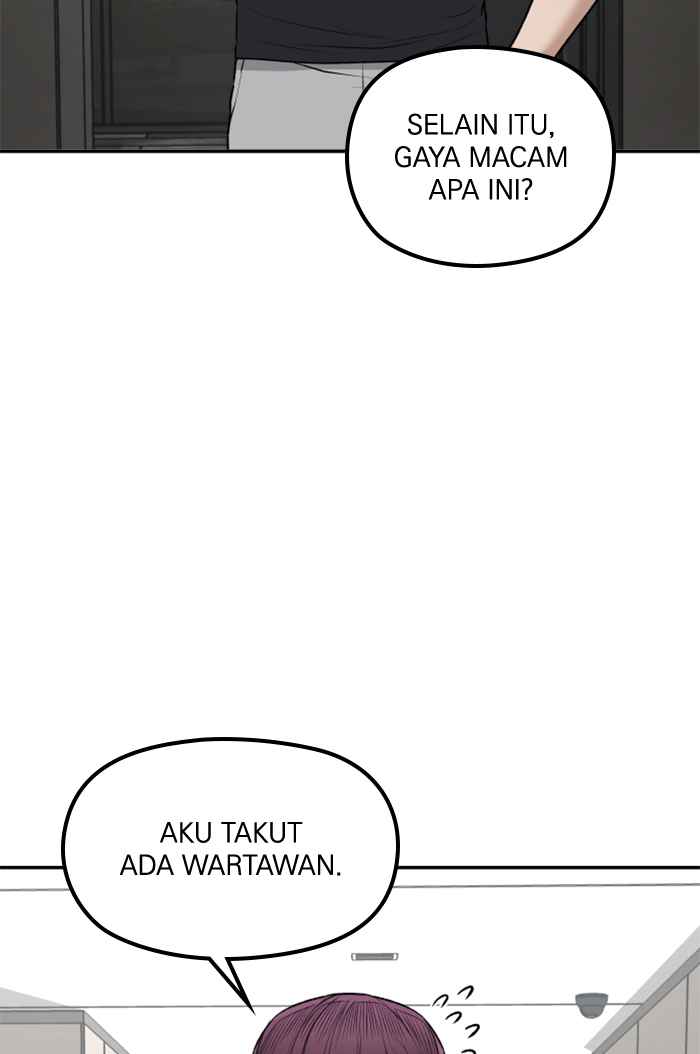 SELAIN ITU,
GAYA MACAM
APA INI?
AKU TAKUT
ADA WARTAWAN.